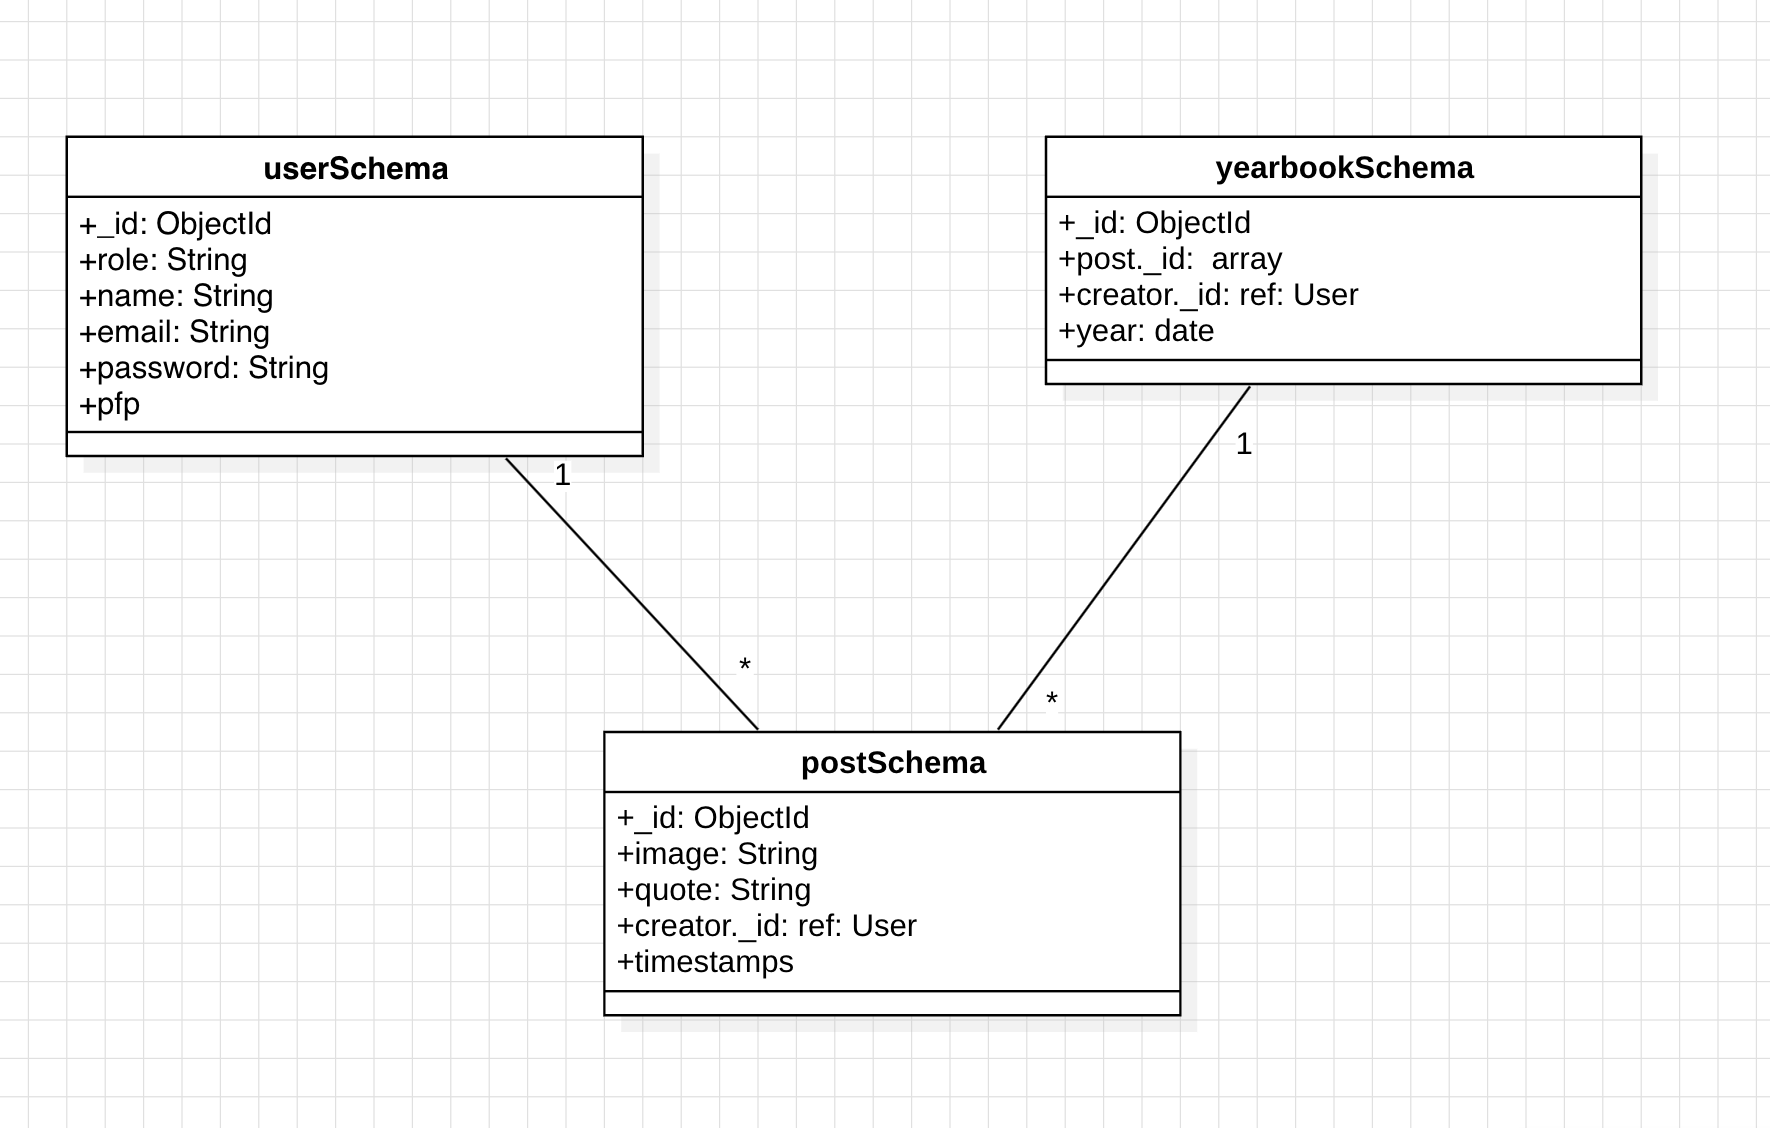 userSchema
+_id: ObjectId
+role: String
+name: String
+email: String
+password: String
+pfp
yearbookSchema
+_id: ObjectId
+post._id:  array
+creator._id: ref: User
+year: date
1
1
*
*
postSchema
+_id: ObjectId
+image: String
+quote: String
+creator._id: ref: User
+timestamps